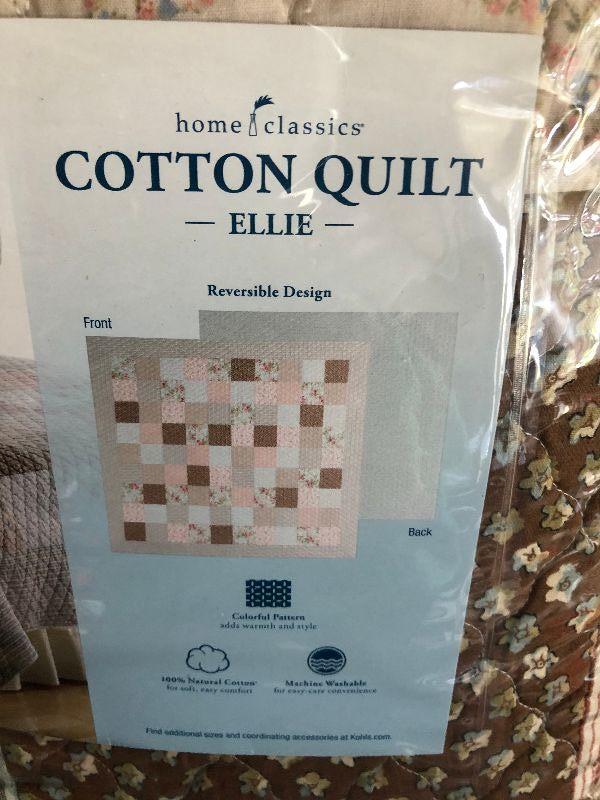 home classics®
COTTON QUILT
— ELLIE —
Reversible Design
Front
Back
Colorful Pattern
adds warmth and style
100% Natural Cotton*
for soft, easy comfort
Machine Washable
for easy-care convenience
Find additional sizes and coordinating accessories at Kohls.com.